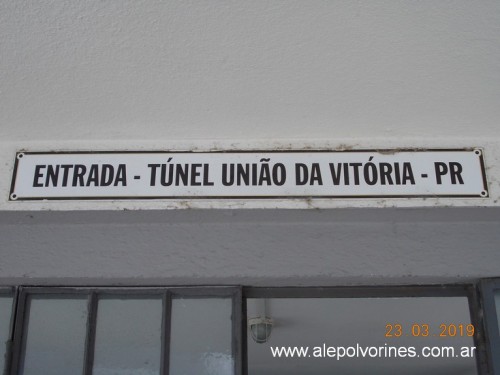 ENTRADA - TÚNEL UNIÃO DA VITÓRIA - PR
23 03 2019
www.alepolvorines.com.ar